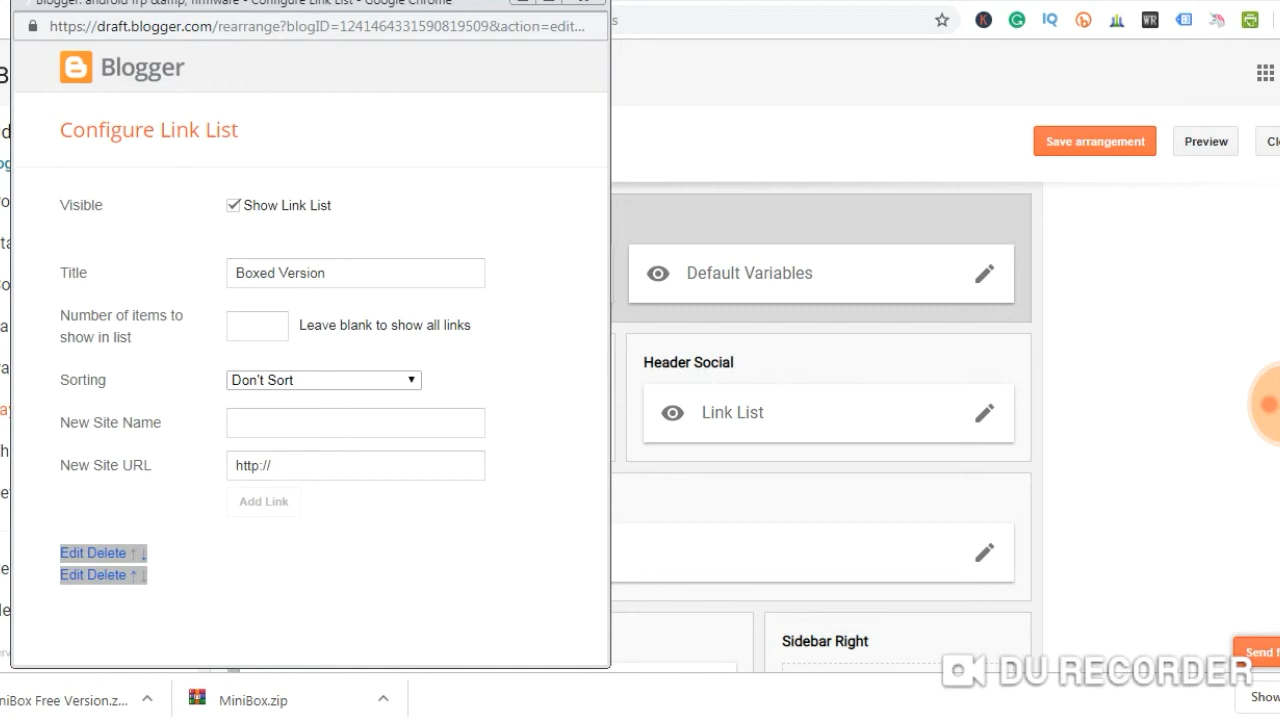 Blogger: android frp &amp; firmware - Configure Link List - Google Chrome
https://draft.blogger.com/rearrange?blogID=1241464331590819509&action=edit...
Blogger
Configure Link List
Save arrangement
Preview
Visible
Show Link List
Title
Boxed Version
Default Variables
Number of items to
show in list
Leave blank to show all links
Header Social
Sorting
Don't Sort
Link List
New Site Name
New Site URL
http://
Add Link
Edit Delete ↑ ↓
Edit Delete ↑ ↓
Sidebar Right
Send f
DU RECORDER
niBox Free Version.z...
MiniBox.zip
Show